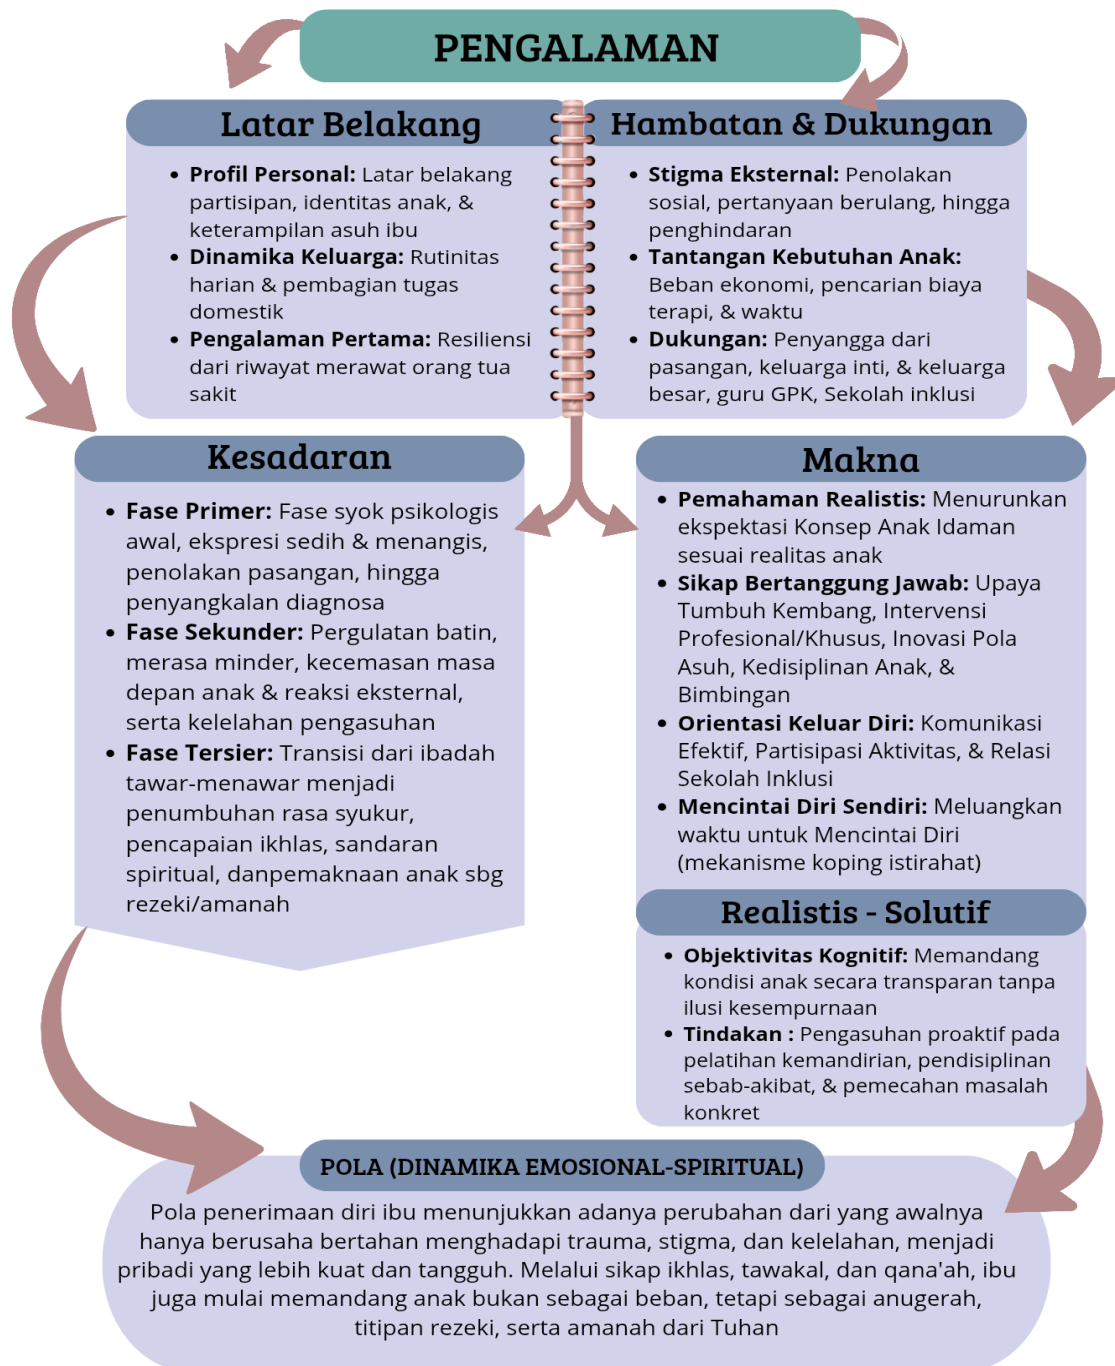 PENGALAMAN
Latar Belakang
• Profil Personal: Latar belakang
partisipan, identitas anak, &
keterampilan asuh ibu
• Dinamika Keluarga: Rutinitas
harian & pembagian tugas
domestik
• Pengalaman Pertama: Resiliensi
dari riwayat merawat orang tua
sakit
Hambatan & Dukungan
• Stigma Eksternal: Penolakan
sosial, pertanyaan berulang, hingga
penghindaran
• Tantangan Kebutuhan Anak:
Beban ekonomi, pencarian biaya
terapi, & waktu
• Dukungan: Penyangga dari
pasangan, keluarga inti, & keluarga
besar, guru GPK, Sekolah inklusi
Kesadaran
• Fase Primer: Fase syok psikologis
awal, ekspresi sedih & menangis,
penolakan pasangan, hingga
penyangkalan diagnosa
• Fase Sekunder: Pergulatan batin,
merasa minder, kecemasan masa
depan anak & reaksi eksternal,
serta kelelahan pengasuhan
• Fase Tersier: Transisi dari ibadah
tawar-menawar menjadi
penumbuhan rasa syukur,
pencapaian ikhlas, sandaran
spiritual, danpemaknaan anak sbg
rezeki/amanah
Makna
• Pemahaman Realistis: Menurunkan
ekspektasi Konsep Anak Idaman
sesuai realitas anak
• Sikap Bertanggung Jawab: Upaya
Tumbuh Kembang, Intervensi
Profesional/Khusus, Inovasi Pola
Asuh, Kedisiplinan Anak, &
Bimbingan
• Orientasi Keluar Diri: Komunikasi
Efektif, Partisipasi Aktivitas, & Relasi
Sekolah Inklusi
• Mencintai Diri Sendiri: Meluangkan
waktu untuk Mencintai Diri
(mekanisme koping istirahat)
Realistis - Solutif
• Objektivitas Kognitif: Memandang
kondisi anak secara transparan tanpa
ilusi kesempurnaan
• Tindakan : Pengasuhan proaktif pada
pelatihan kemandirian, pendisiplinan
sebab-akibat, & pemecahan masalah
konkret
POLA (DINAMIKA EMOSIONAL-SPIRITUAL)
Pola penerimaan diri ibu menunjukkan adanya perubahan dari yang awalnya
hanya berusaha bertahan menghadapi trauma, stigma, dan kelelahan, menjadi
pribadi yang lebih kuat dan tangguh. Melalui sikap ikhlas, tawakal, dan qana'ah, ibu
juga mulai memandang anak bukan sebagai beban, tetapi sebagai anugerah,
titipan rezeki, serta amanah dari Tuhan